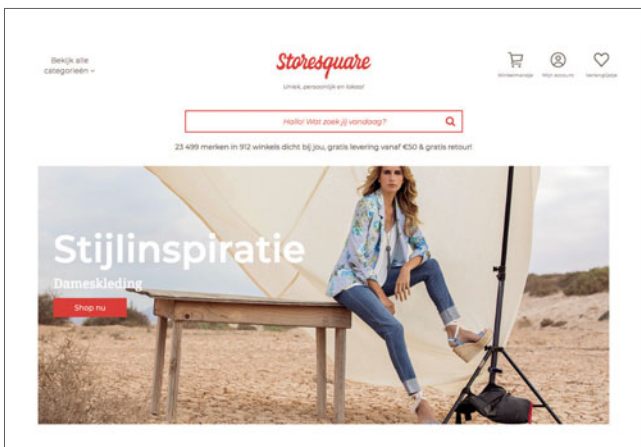 Bekijk alle
categorieën
Storesquare
Uniek, persoonlijk en lokaal
Winkelmandje
Mijn account
Verlanglijstje
Hallo! Wat zoek jij vandaag?
23 499 merken in 912 winkels dicht bij jou, gratis levering vanaf €50 & gratis retour!
Stijlinspiratie
Dameskleding
Shop nu